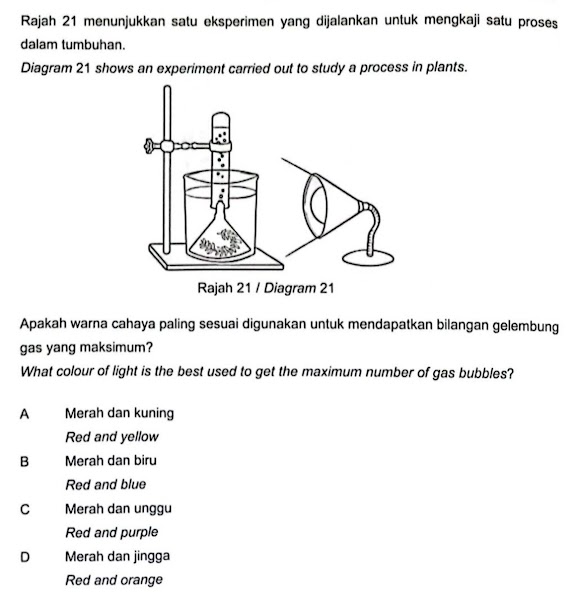 Rajah 21 menunjukkan satu eksperimen yang dijalankan untuk mengkaji satu proses
dalam tumbuhan.
Diagram 21 shows an experiment carried out to study a process in plants.
Rajah 21 / Diagram 21
Apakah warna cahaya paling sesuai digunakan untuk mendapatkan bilangan gelembung
gas yang maksimum?
What colour of light is the best used to get the maximum number of gas bubbles?
A Merah dan kuning
Red and yellow
B Merah dan biru
Red and blue
C Merah dan unggu
Red and purple
D Merah dan jingga
Red and orange